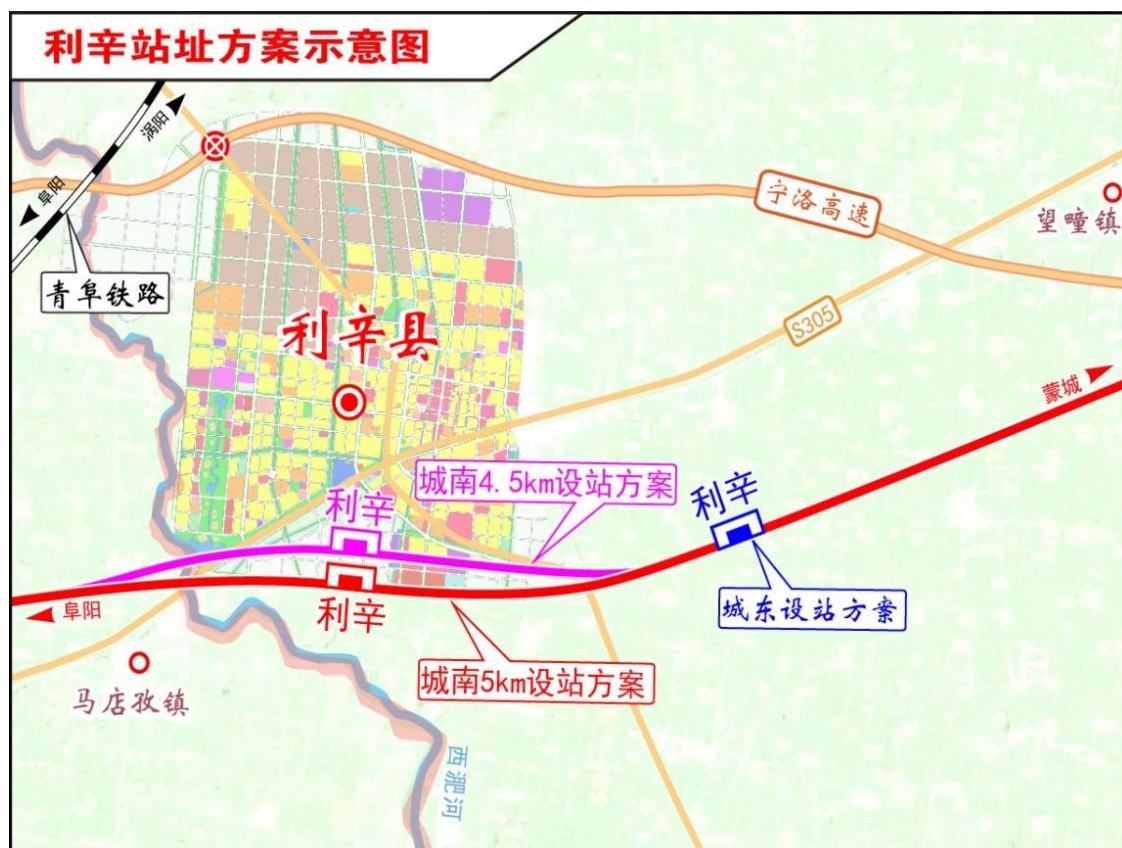 利辛站址方案示意图
涡阳
阜阳
宁洛高速
望疃镇
青阜铁路
利辛县
S305
蒙城
城南4.5km设站方案
利辛
利辛
城东设站方案
阜阳
利辛
城南5km设站方案
马店孜镇
西淝河
县